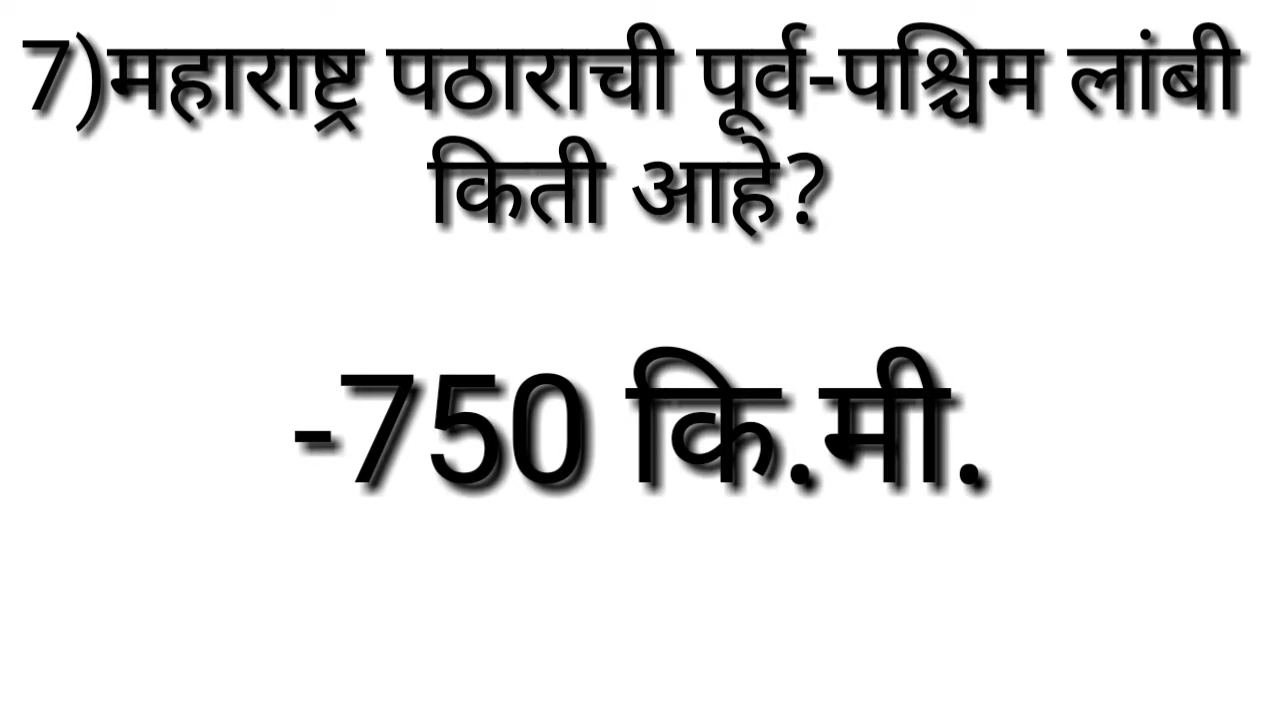 7)महाराष्ट्र पठाराची पूर्व-पश्चिम लांबी
किती आहे?
-750 कि.मी.